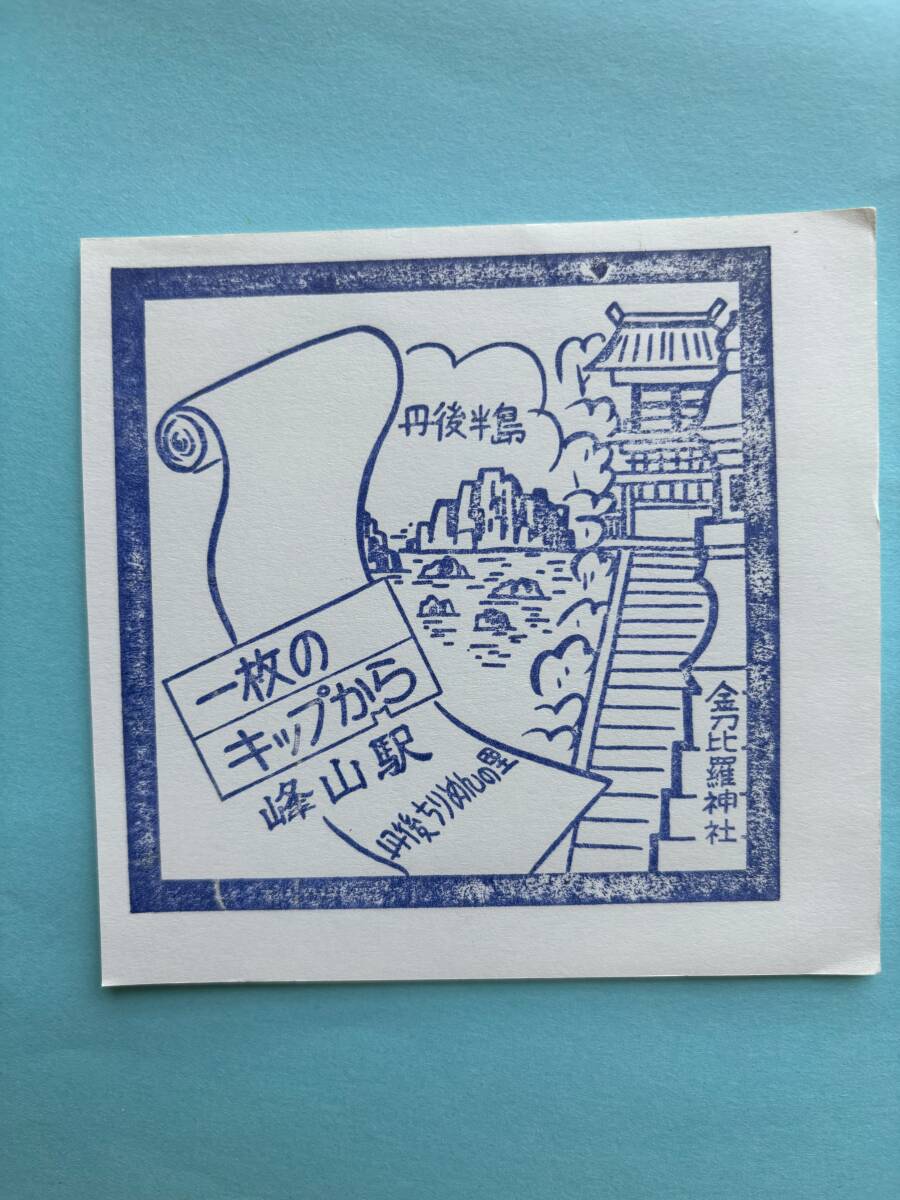 丹後半島
一枚の
キップから
峰山駅
丹後ちりめんの里
金刀比羅神社